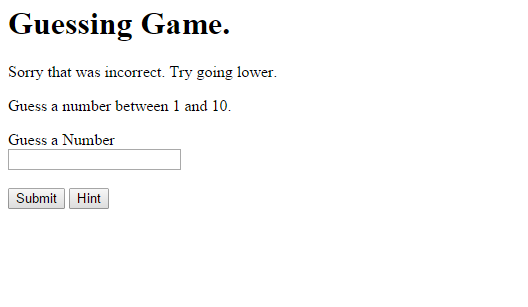 Guessing Game.
Sorry that was incorrect. Try going lower.
Guess a number between 1 and 10.
Guess a Number
Submit Hint